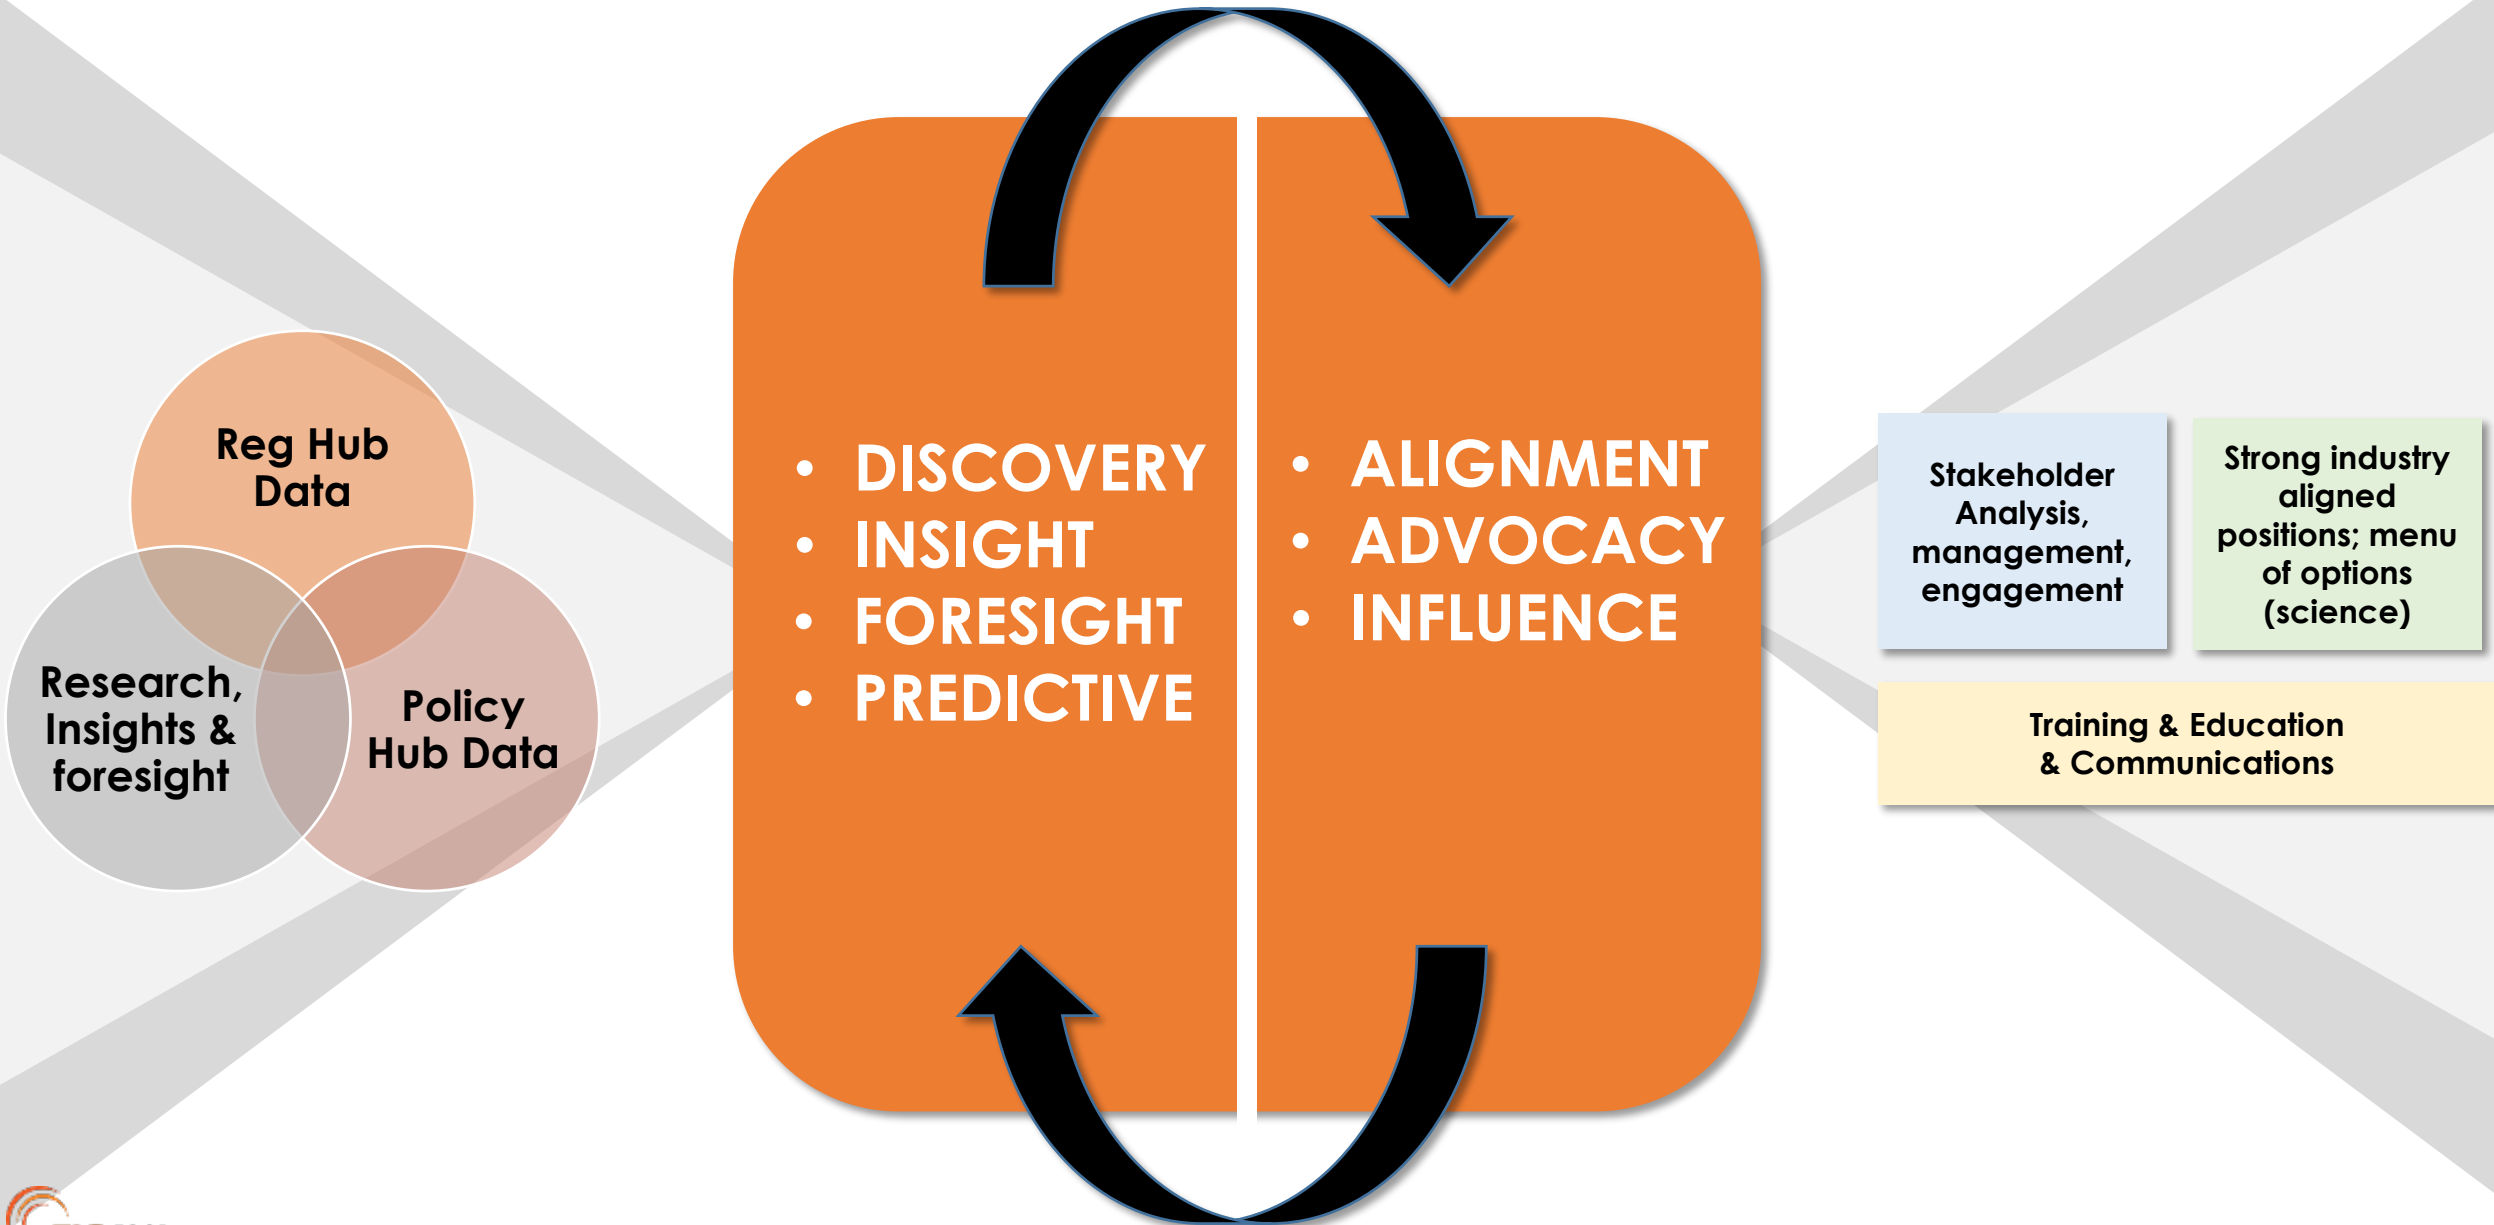 Reg Hub
Data
Research,
Insights &
foresight
Policy
Hub Data
• DISCOVERY
• INSIGHT
• FORESIGHT
• PREDICTIVE
• ALIGNMENT
• ADVOCACY
• INFLUENCE
Stakeholder
Analysis,
management,
engagement
Strong industry
aligned
positions; menu
of options
(science)
Training & Education
& Communications